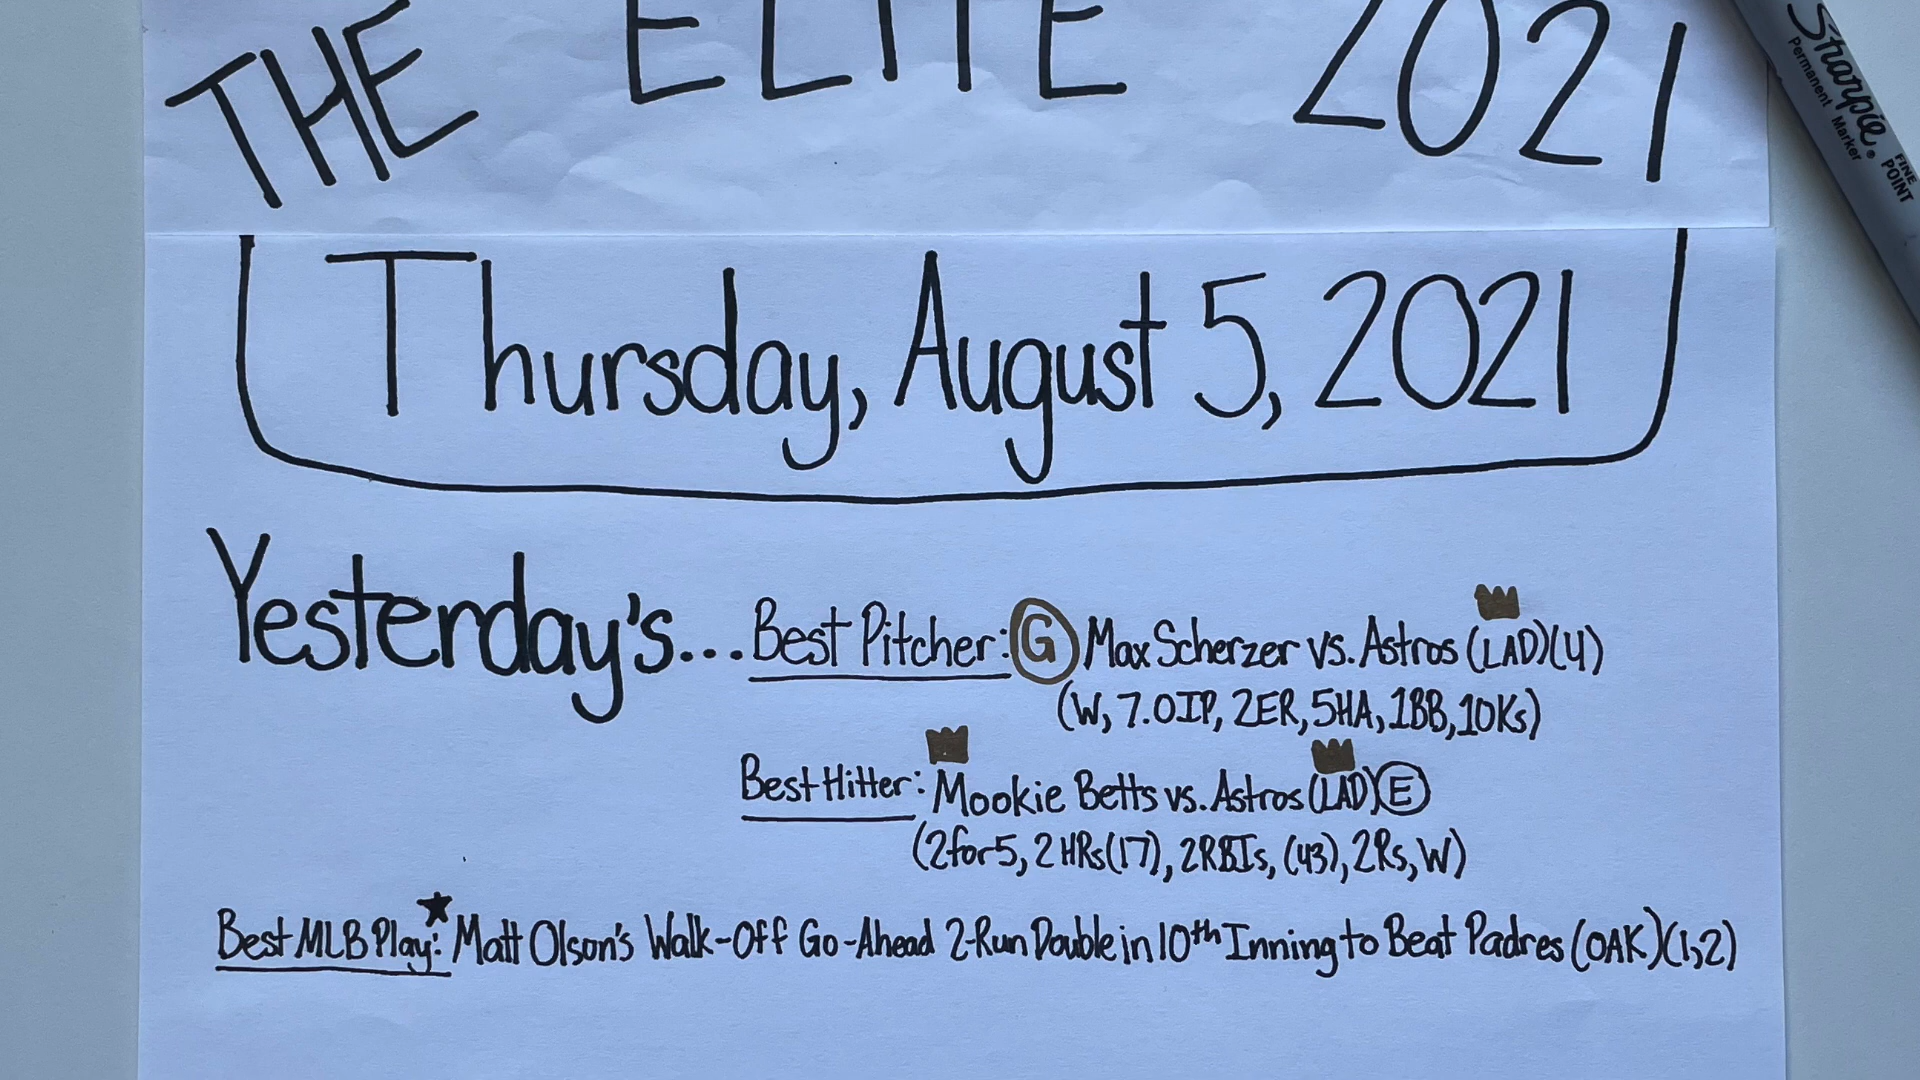 THE ELITE 2021
Sharpie.
Permanent Marker
FINE
POINT
Thursday, August 5, 2021
Yesterday's... Best Pitcher: G Max Scherzer vs. Astros (LAD)(4)
(W, 7.0IP, 2ER, 5HA, 1BB, 10Ks)
Best Hitter: Mookie Betts vs. Astros (LAD) E
(2for5, 2HRs(17), 2RBIs, (43), 2Rs, W)
Best MLB Play: Matt Olson's Walk-Off Go-Ahead 2-Run Double in 10th Inning to Beat Padres (OAK)(1,2)